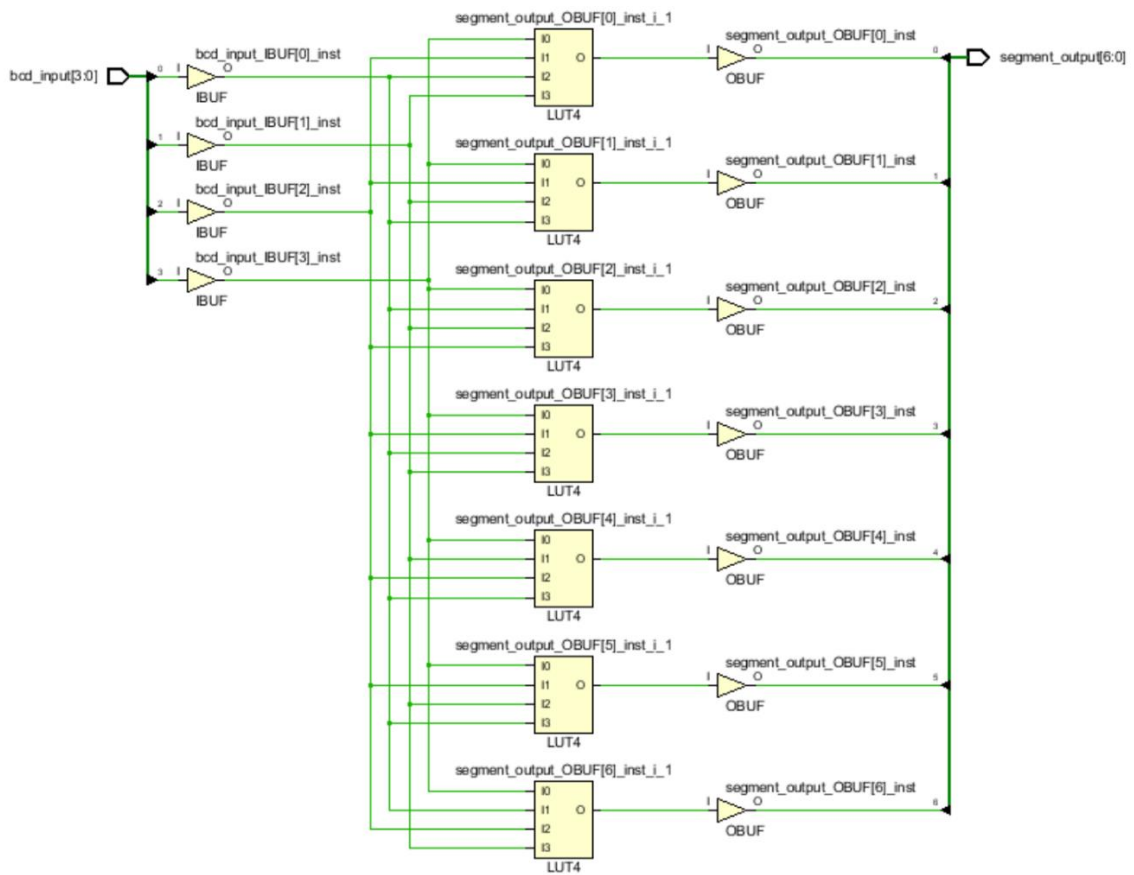 bcd_input[3:0]
0
I
bcd_input_IBUF[0]_inst
O
IBUF
1
I
bcd_input_IBUF[1]_inst
O
IBUF
2
I
bcd_input_IBUF[2]_inst
O
IBUF
3
I
bcd_input_IBUF[3]_inst
O
IBUF
segment_output_OBUF[0]_inst_i_1
I0
I1
I2
I3
O
LUT4
segment_output_OBUF[0]_inst
I
O
OBUF
0
segment_output[6:0]
segment_output_OBUF[1]_inst_i_1
I0
I1
I2
I3
O
LUT4
segment_output_OBUF[1]_inst
I
O
OBUF
1
segment_output_OBUF[2]_inst_i_1
I0
I1
I2
I3
O
LUT4
segment_output_OBUF[2]_inst
I
O
OBUF
2
segment_output_OBUF[3]_inst_i_1
I0
I1
I2
I3
O
LUT4
segment_output_OBUF[3]_inst
I
O
OBUF
3
segment_output_OBUF[4]_inst_i_1
I0
I1
I2
I3
O
LUT4
segment_output_OBUF[4]_inst
I
O
OBUF
4
segment_output_OBUF[5]_inst_i_1
I0
I1
I2
I3
O
LUT4
segment_output_OBUF[5]_inst
I
O
OBUF
5
segment_output_OBUF[6]_inst_i_1
I0
I1
I2
I3
O
LUT4
segment_output_OBUF[6]_inst
I
O
OBUF
6